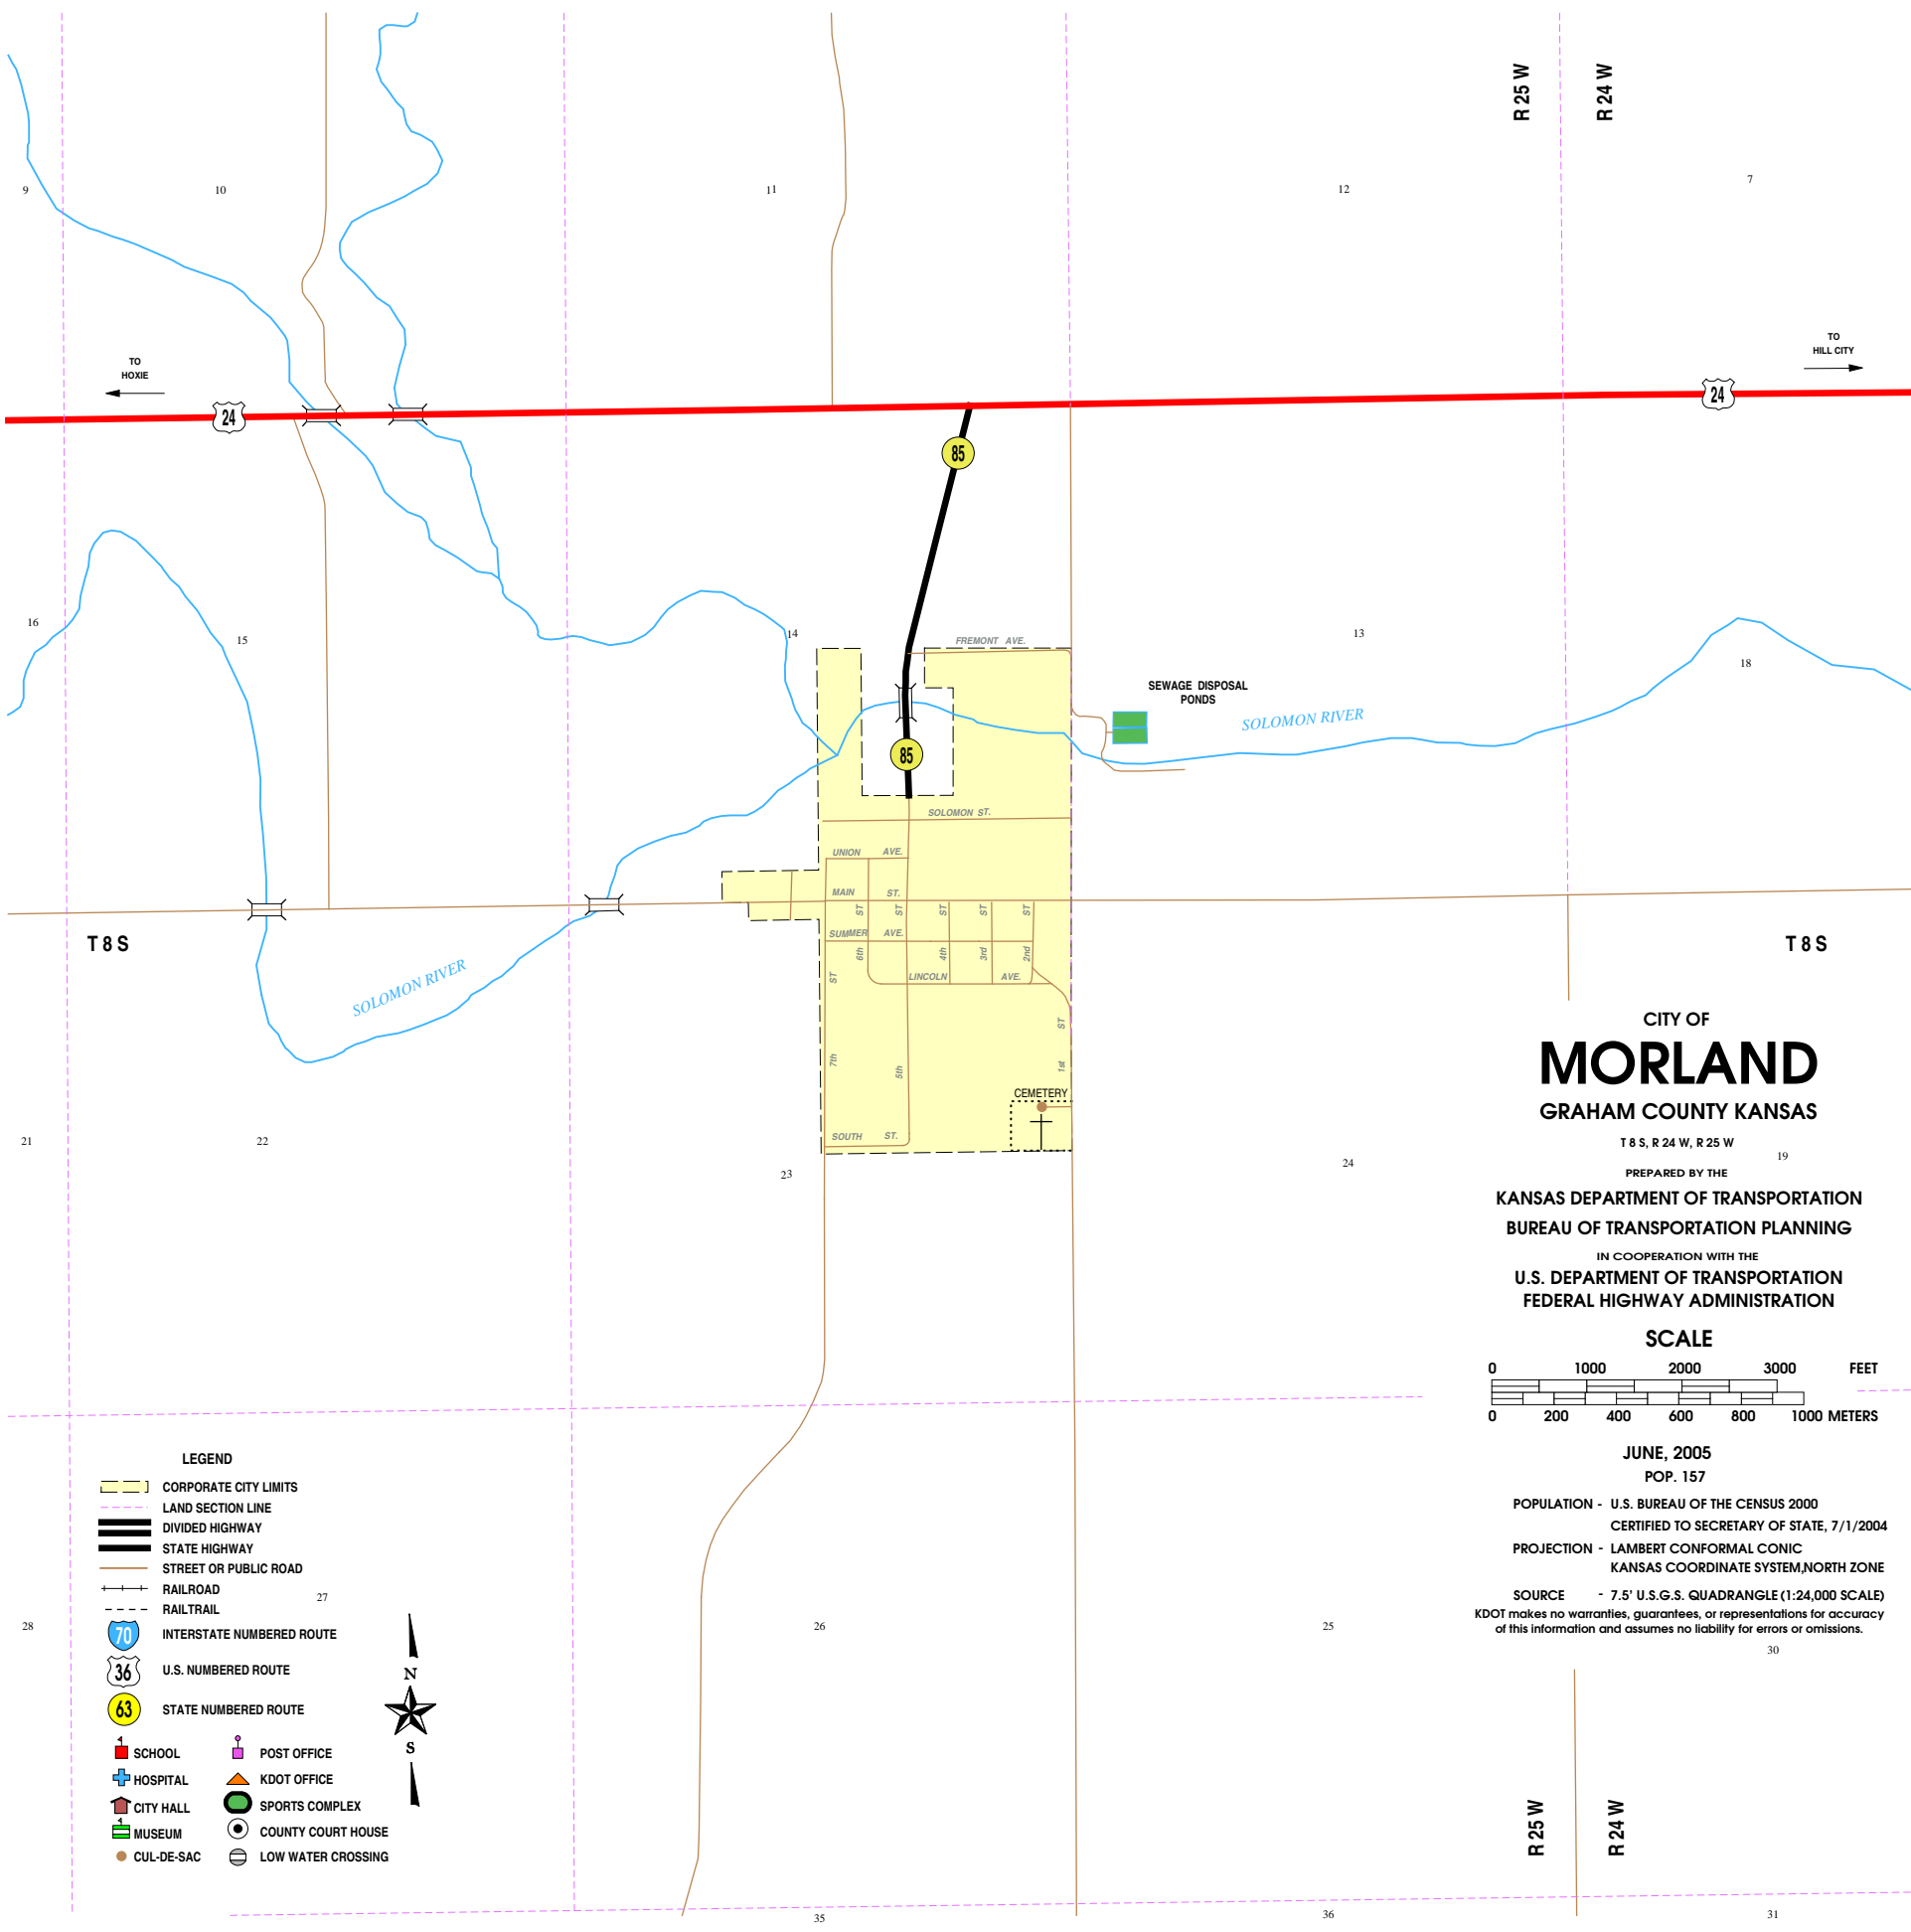 R 25 W
R 24 W
9
10
11
12
7
TO
HOXIE
TO
HILL CITY
24
24
85
16
15
14
13
18
FREMONT AVE.
SEWAGE DISPOSAL
PONDS
SOLOMON RIVER
85
SOLOMON ST.
UNION AVE.
MAIN ST.
6th ST
5th ST
4th ST
3rd ST
2nd ST
SUMMER AVE.
LINCOLN AVE.
7th ST
1st ST
T 8 S
T 8 S
SOLOMON RIVER
CEMETERY
SOUTH ST.
21
22
23
24
19
CITY OF
MORLAND
GRAHAM COUNTY KANSAS
T 8 S, R 24 W, R 25 W
PREPARED BY THE
KANSAS DEPARTMENT OF TRANSPORTATION
BUREAU OF TRANSPORTATION PLANNING
IN COOPERATION WITH THE
U.S. DEPARTMENT OF TRANSPORTATION
FEDERAL HIGHWAY ADMINISTRATION
SCALE
0 1000 2000 3000 FEET
0 200 400 600 800 1000 METERS
JUNE, 2005
POP. 157
POPULATION - U.S. BUREAU OF THE CENSUS 2000
CERTIFIED TO SECRETARY OF STATE, 7/1/2004
PROJECTION - LAMBERT CONFORMAL CONIC
KANSAS COORDINATE SYSTEM,NORTH ZONE
SOURCE - 7.5' U.S.G.S. QUADRANGLE (1:24,000 SCALE)
KDOT makes no warranties, guarantees, or representations for accuracy
of this information and assumes no liability for errors or omissions.
LEGEND
CORPORATE CITY LIMITS
LAND SECTION LINE
DIVIDED HIGHWAY
STATE HIGHWAY
STREET OR PUBLIC ROAD
RAILROAD
RAILTRAIL
70 INTERSTATE NUMBERED ROUTE
36 U.S. NUMBERED ROUTE
63 STATE NUMBERED ROUTE
SCHOOL
HOSPITAL
CITY HALL
MUSEUM
CUL-DE-SAC
POST OFFICE
KDOT OFFICE
SPORTS COMPLEX
COUNTY COURT HOUSE
LOW WATER CROSSING
N
S
28
27
26
25
30
R 25 W
R 24 W
35
36
31